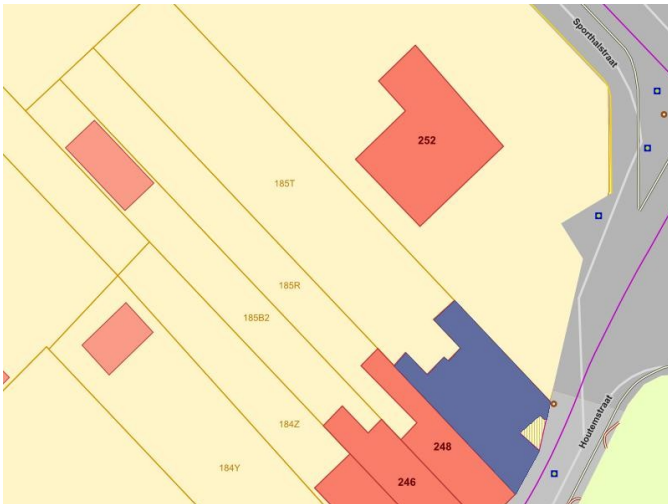 Sporthalstraat
252
185T
185R
185B2
184Z
Houtemstraat
248
184Y
246